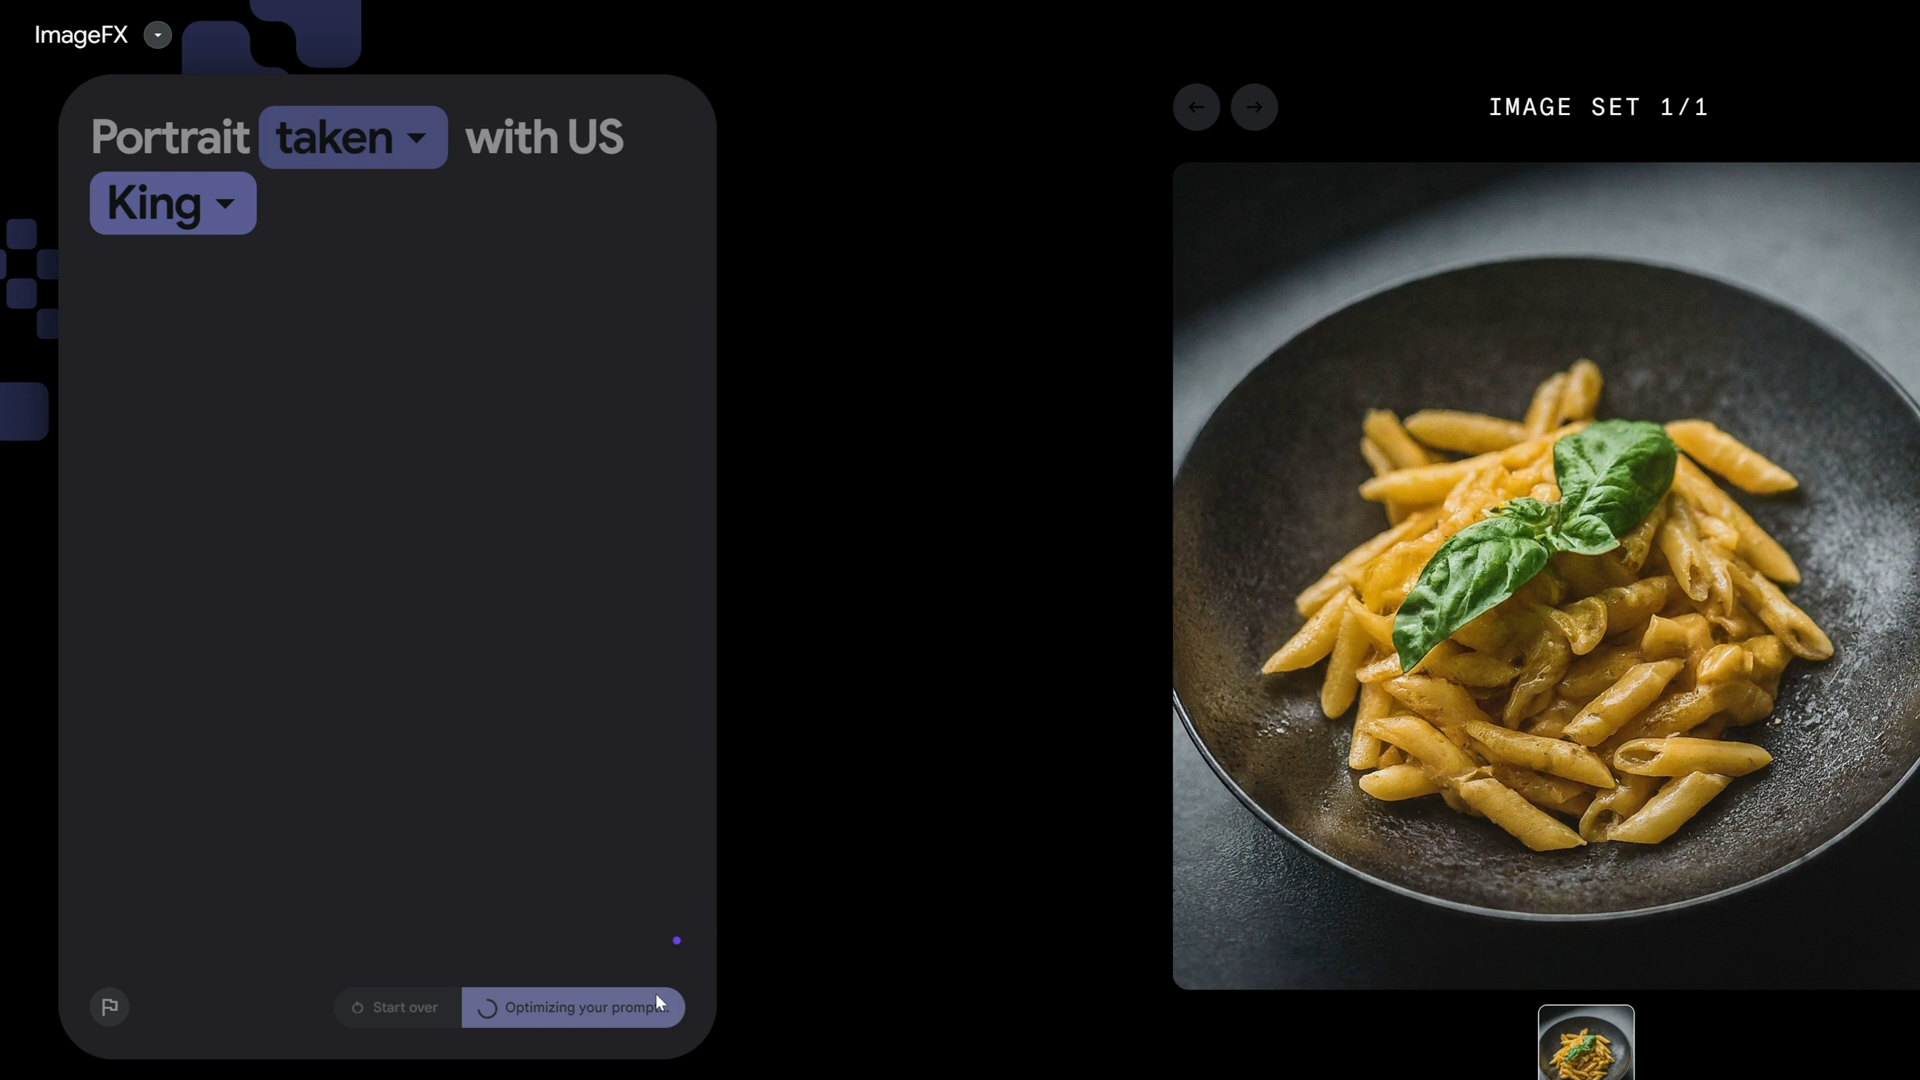 ImageFX
Portrait taken with US
King
IMAGE SET 1/1
Start over
Optimizing your prompt...